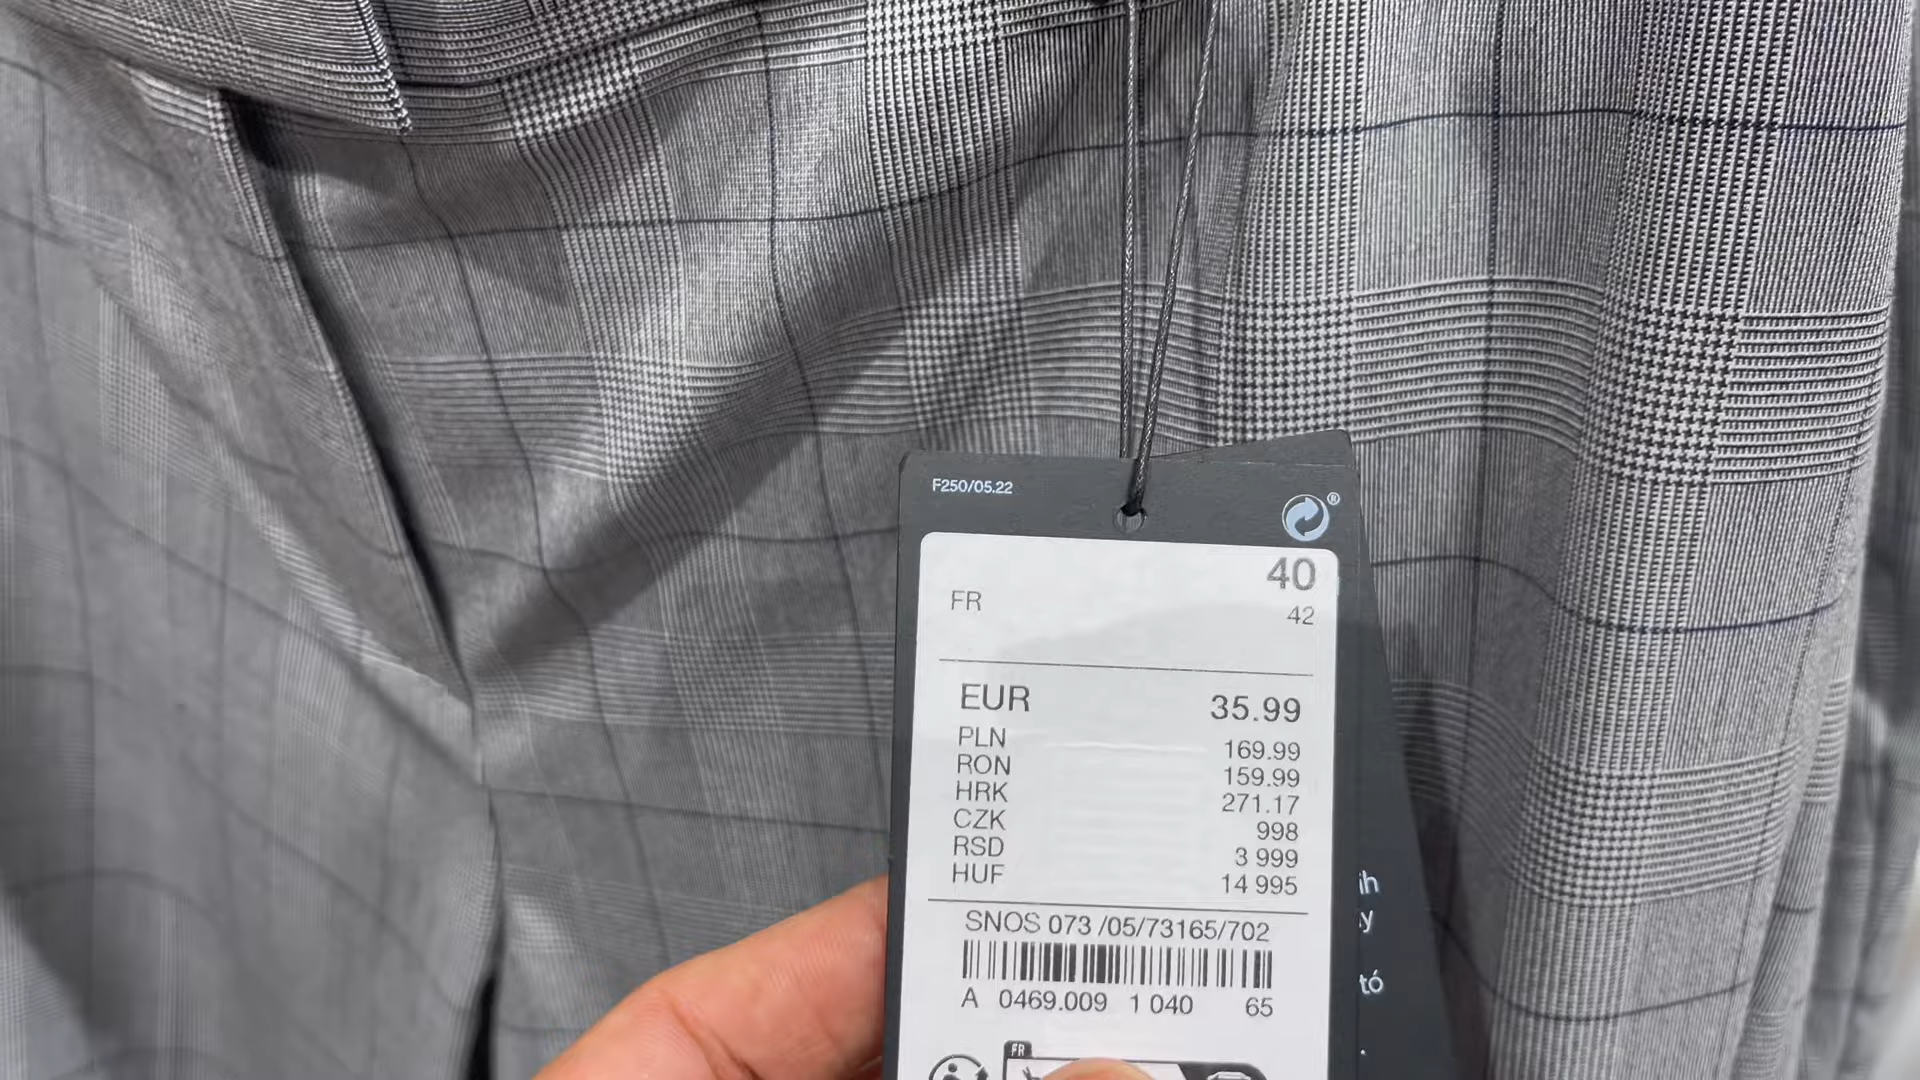 F250/05.22
®
40
FR 42
EUR 35.99
PLN 169.99
RON 159.99
HRK 271.17
CZK 998
RSD 3 999
HUF 14 995
SNOS 073 /05/73165/702
A 0469.009 1 040 65
FR
tó